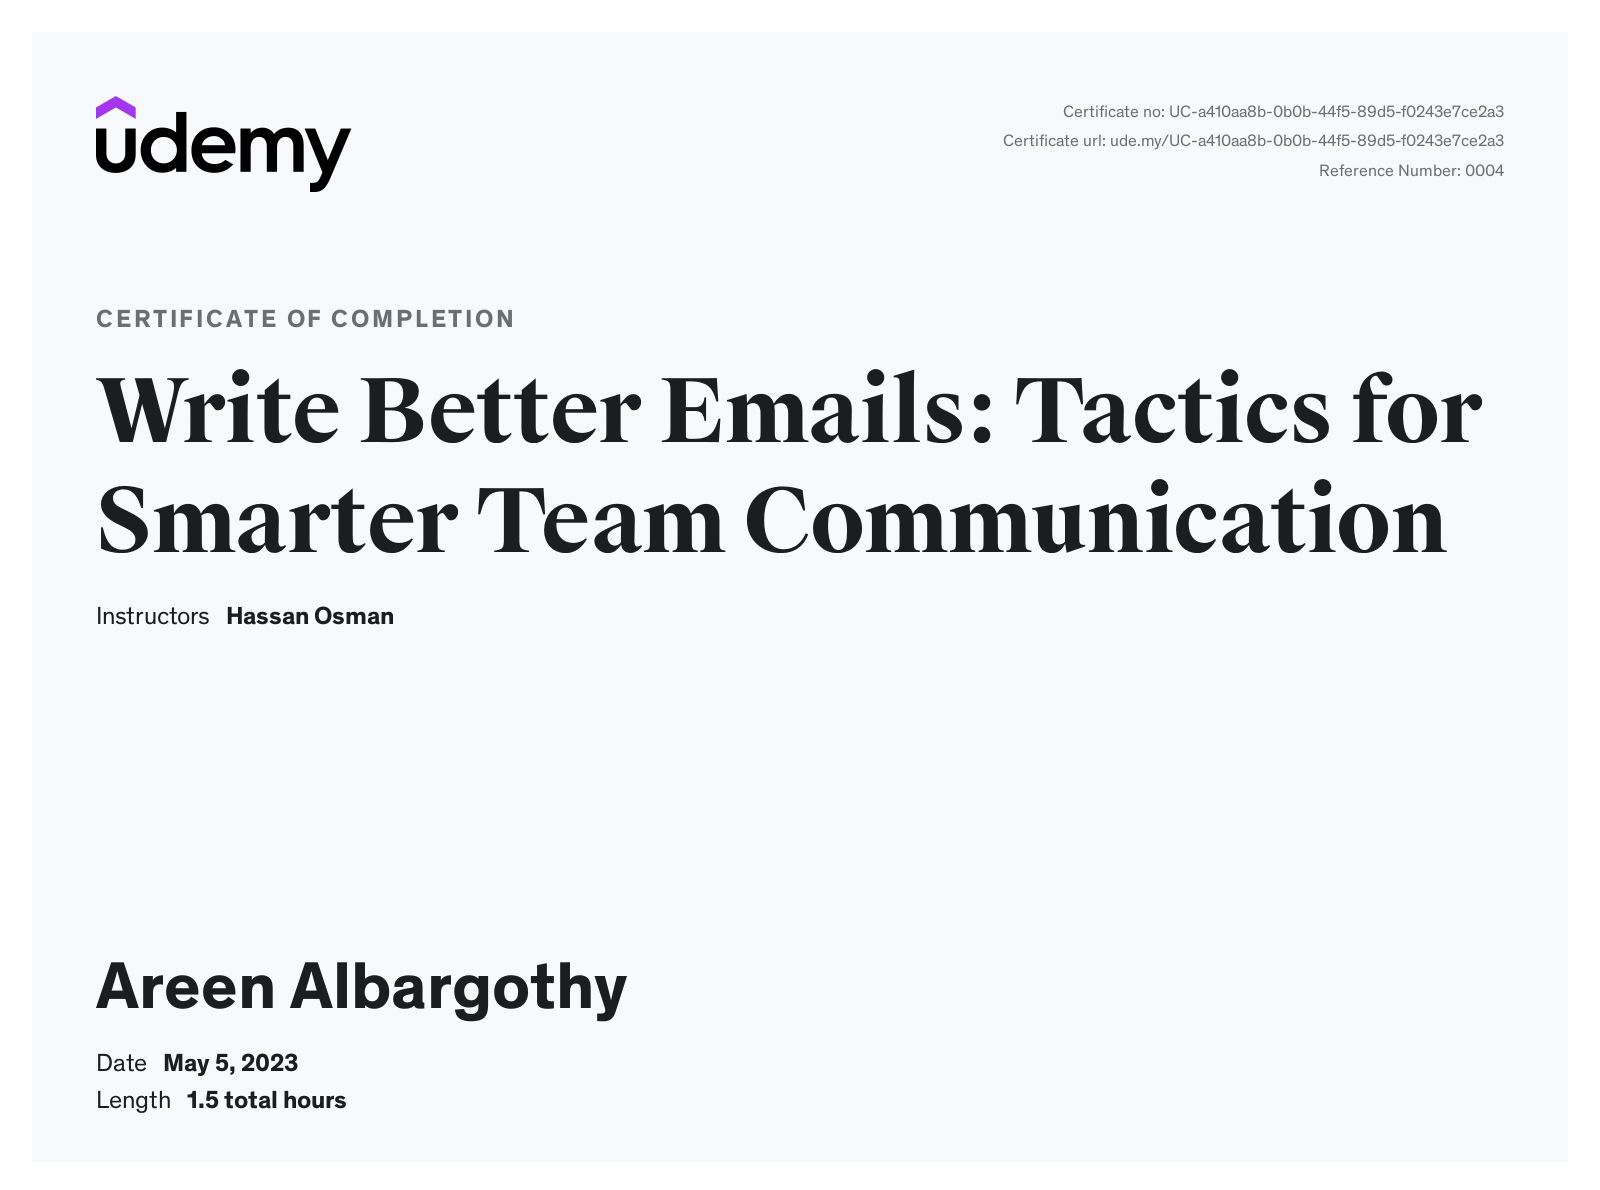 udemy
Certificate no: UC-a410aa8b-0b0b-44f5-89d5-f0243e7ce2a3
Certificate url: ude.my/UC-a410aa8b-0b0b-44f5-89d5-f0243e7ce2a3
Reference Number: 0004
CERTIFICATE OF COMPLETION
Write Better Emails: Tactics for
Smarter Team Communication
Instructors Hassan Osman
Areen Albargothy
Date May 5, 2023
Length 1.5 total hours